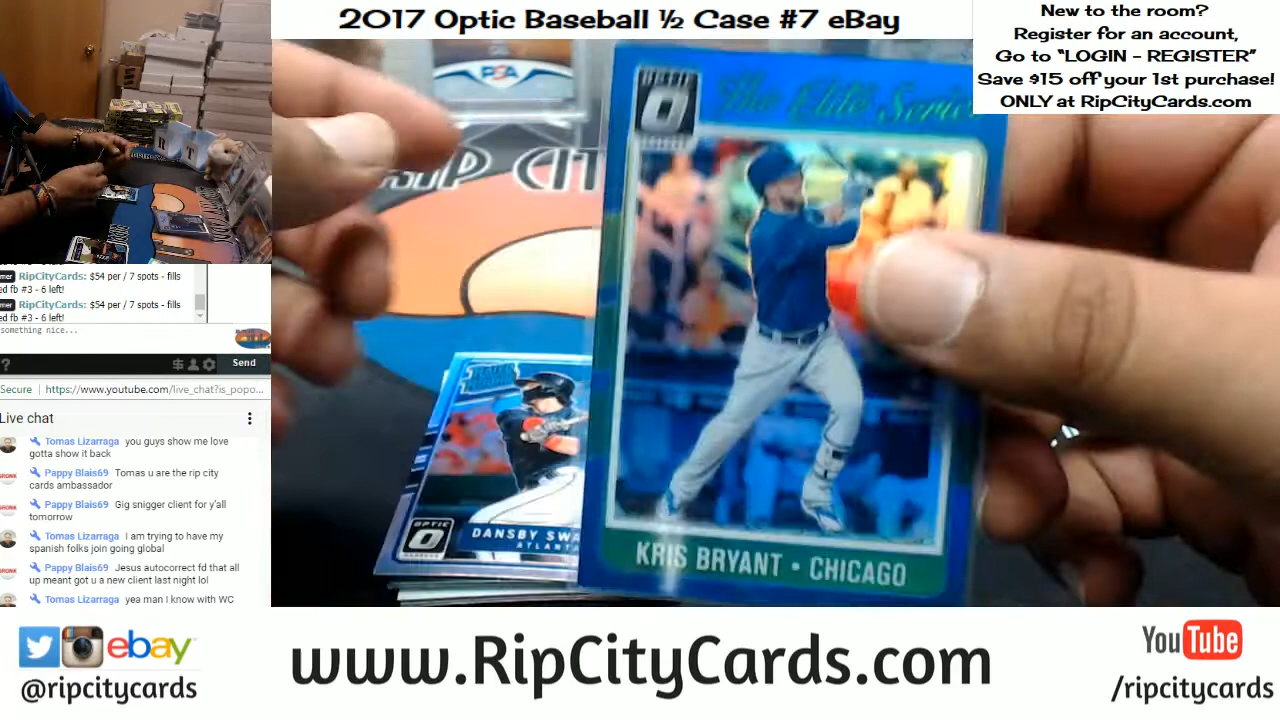 2017 Optic Baseball ½ Case #7 eBay
New to the room?
Register for an account,
Go to "LOGIN - REGISTER"
Save $15 off your 1st purchase!
ONLY at RipCityCards.com
PSA
The Elite Series
OPTIC
KRIS BRYANT • CHICAGO
DANSBY SWA
ATLANTA
OPTIC
RipCityCards: $54 per / 7 spots - fills
ed fb #3 - 6 left!
RipCityCards: $54 per / 7 spots - fills
ed fb #3 - 6 left!
something nice...
Send
Secure | https://www.youtube.com/live_chat?is_popo...
Live chat
Tomas Lizarraga you guys show me love
gotta show it back
Pappy Blais69 Tomas u are the rip city
cards ambassador
Pappy Blais69 Gig snigger client for y'all
tomorrow
Tomas Lizarraga I am trying to have my
spanish folks join going global
Pappy Blais69 Jesus autocorrect fd that all
up meant got u a new client last night lol
Tomas Lizarraga yea man I know with WC
ebay
@ripcitycards
www.RipCityCards.com
YouTube
/ripcitycards